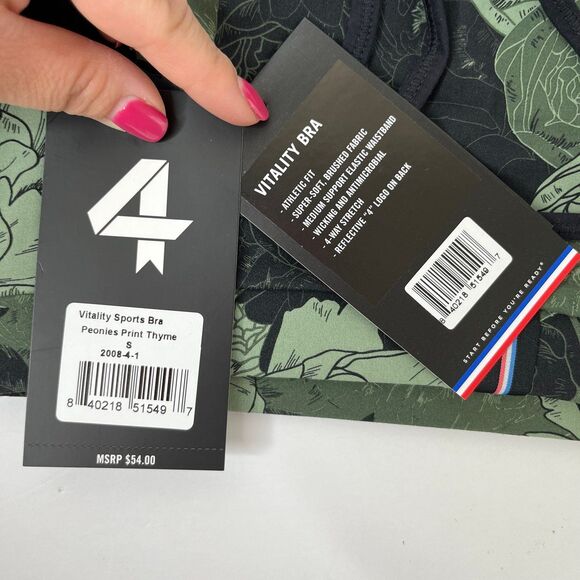 4
Vitality Sports Bra
Peonies Print Thyme
S
2008-4-1
8 40218 51549 7
MSRP $54.00
VITALITY BRA
- ATHLETIC FIT
SUPER-SOFT, BRUSHED FABRIC
- MEDIUM SUPPORT ELASTIC WAISTBAND
- WICKING AND ANTIMICROBIAL
- 4-WAY STRETCH
- REFLECTIVE "4" LOGO ON BACK
8 40218 51549 7
START BEFORE YOU'RE READY®